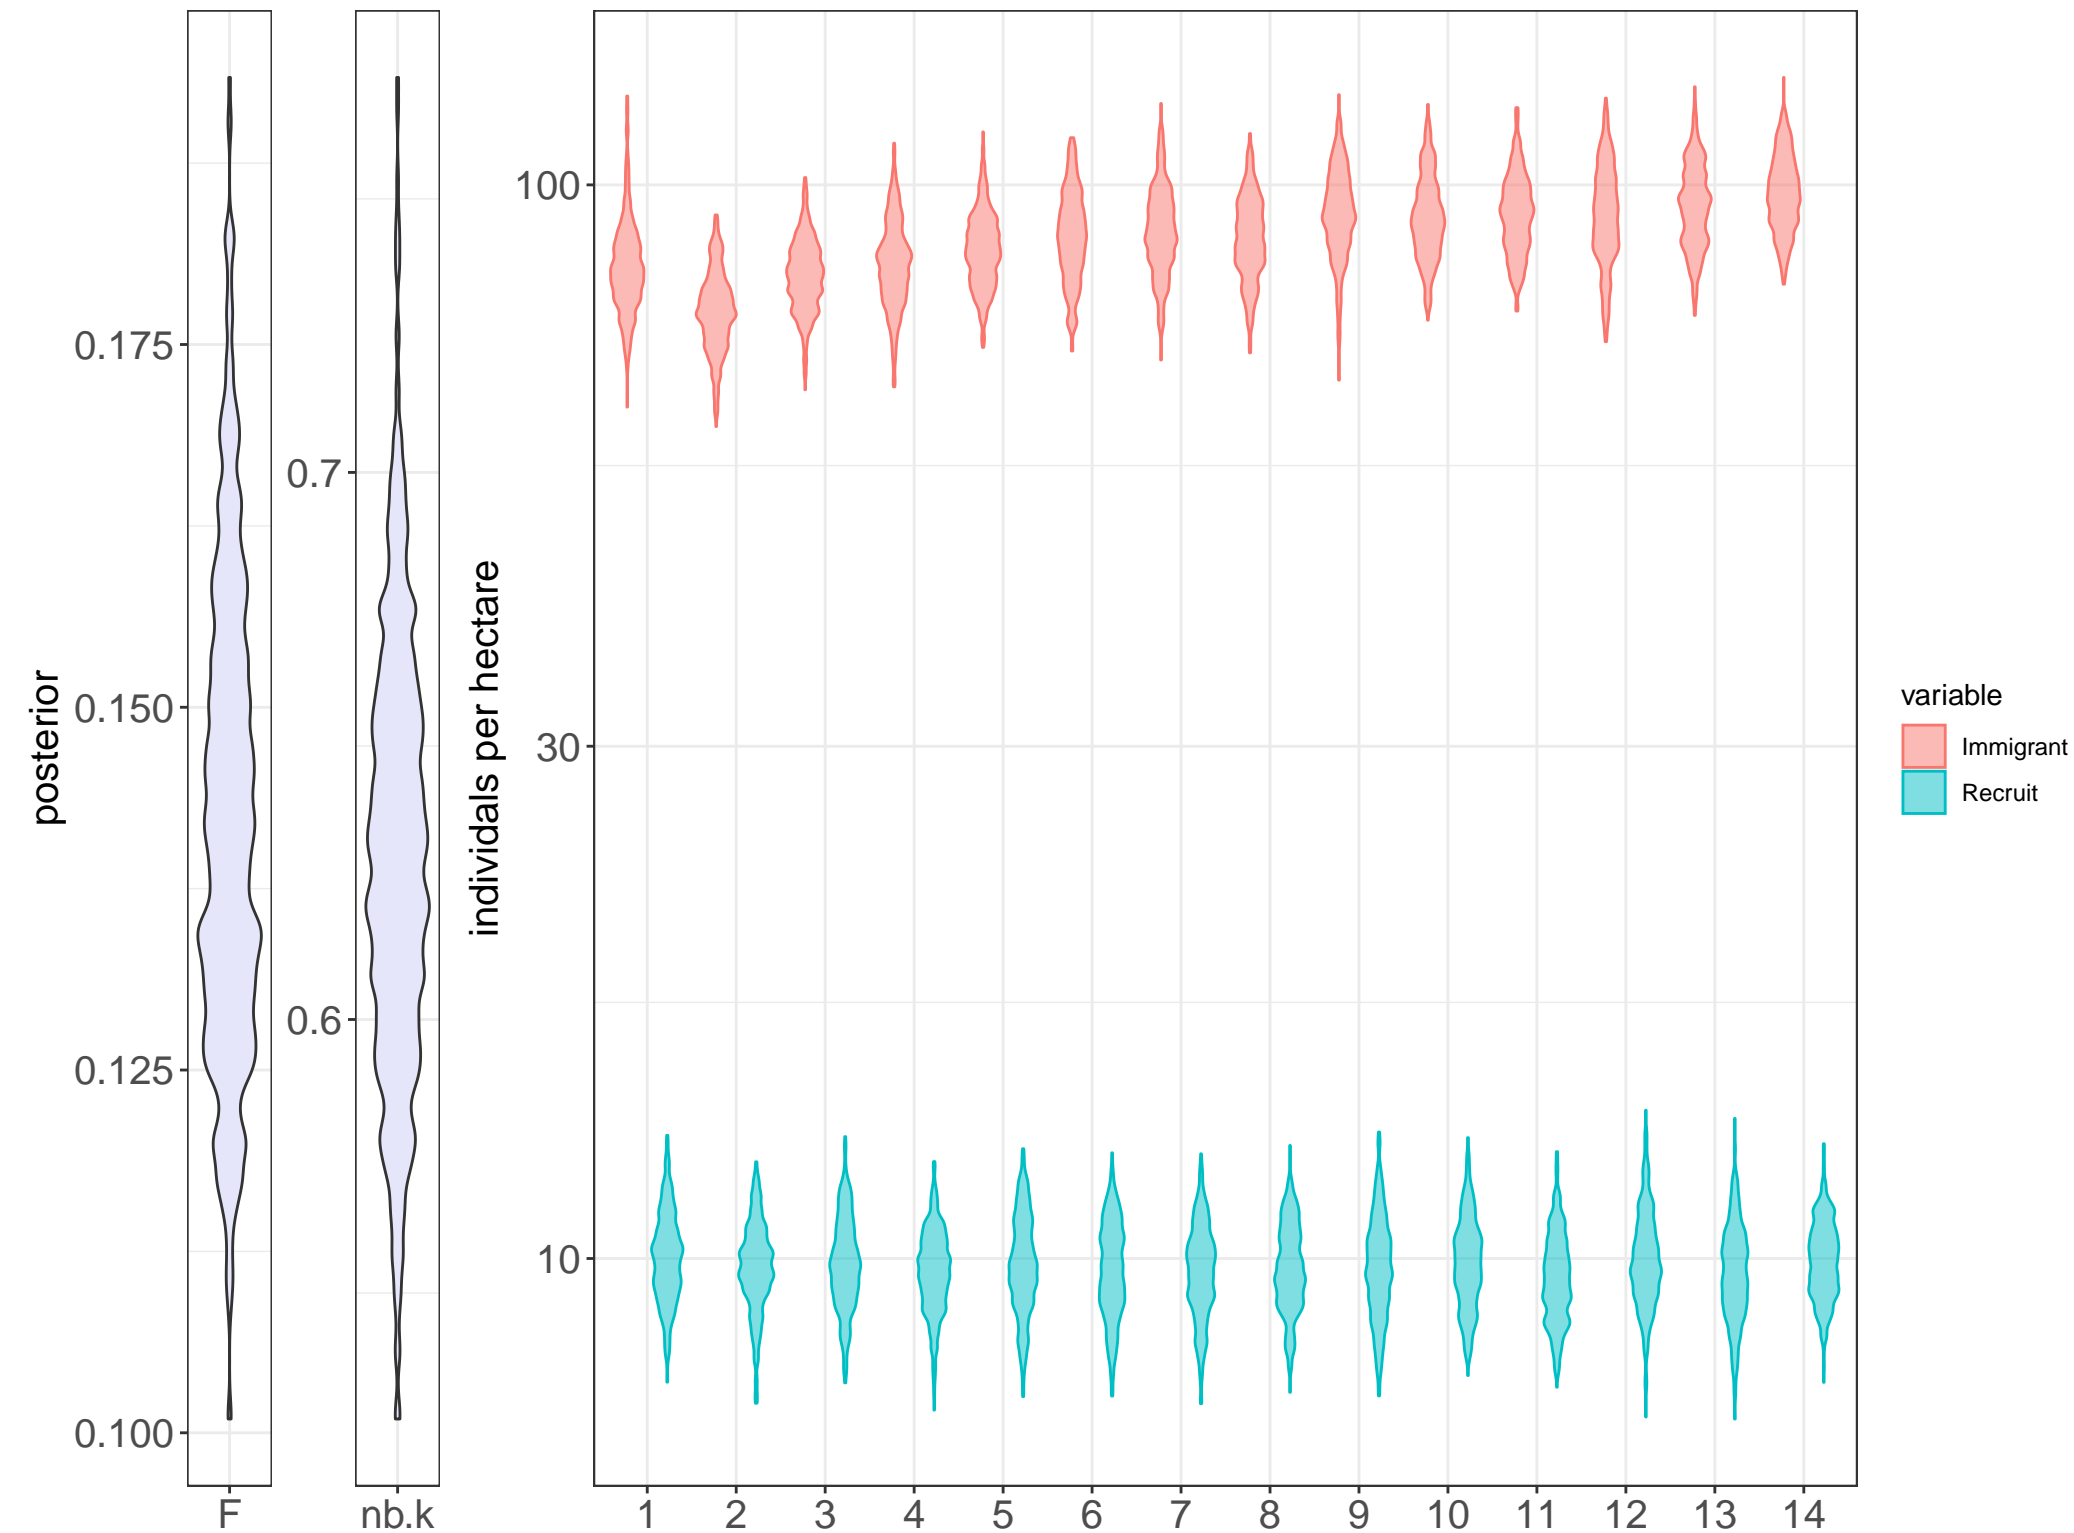 posterior
0.175
0.150
0.125
0.100
F
0.7
0.6
nb.k
individals per hectare
100
30
10
1 2 3 4 5 6 7 8 9 10 11 12 13 14
variable
Immigrant
Recruit